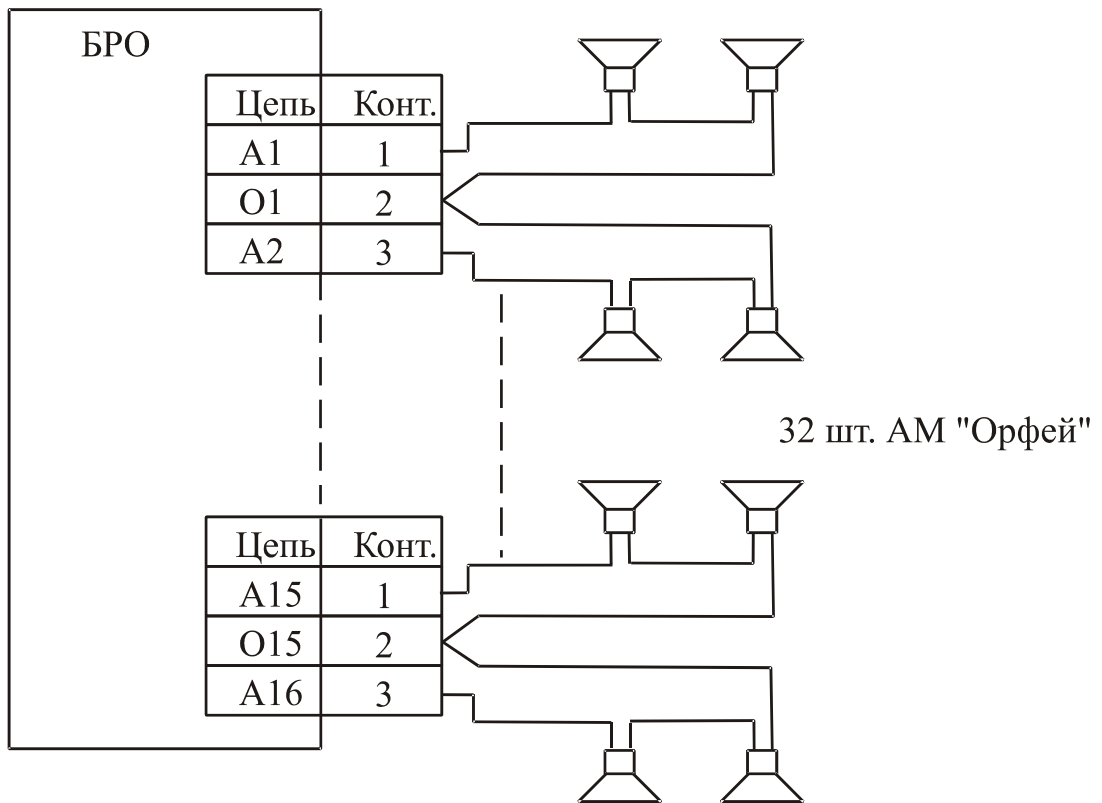 БРО
Цепь Конт.
А1 1
О1 2
А2 3
32 шт. АМ "Орфей"
Цепь Конт.
А15 1
О15 2
А16 3